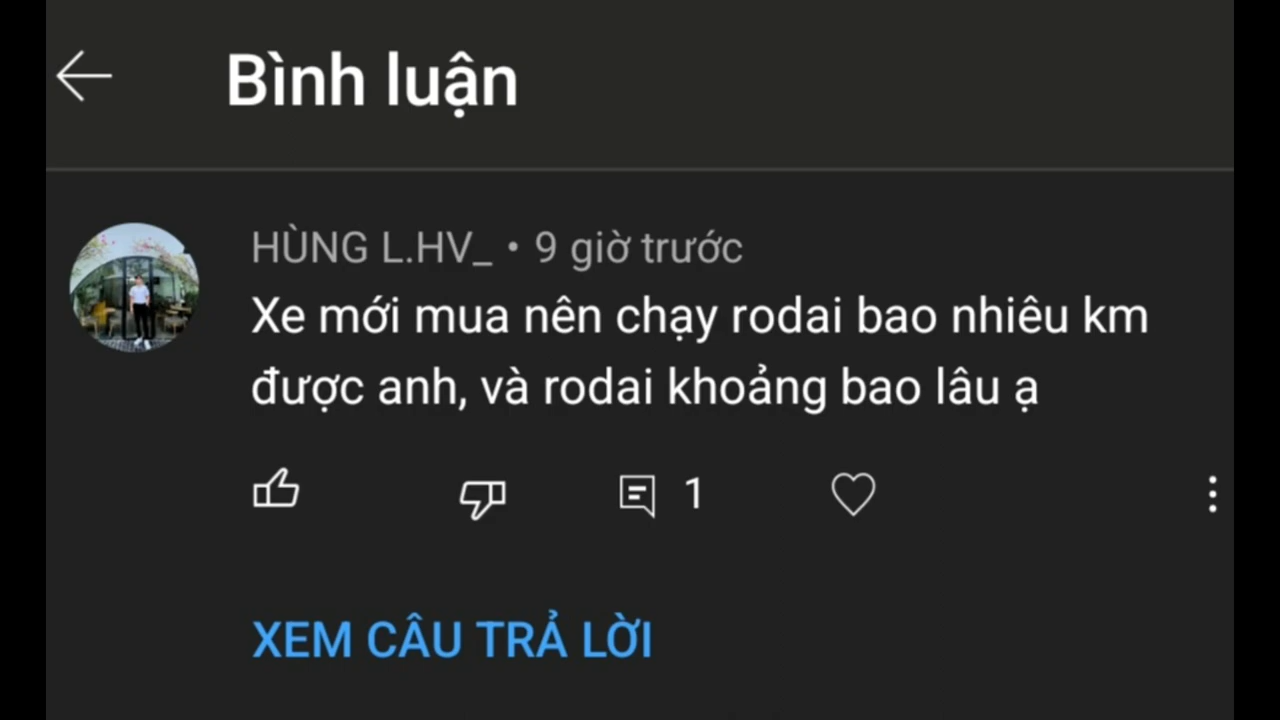 Bình luận
HÙNG L.HV_ • 9 giờ trước
Xe mới mua nên chạy rodai bao nhiêu km
được anh, và rodai khoảng bao lâu ạ
1
XEM CÂU TRẢ LỜI